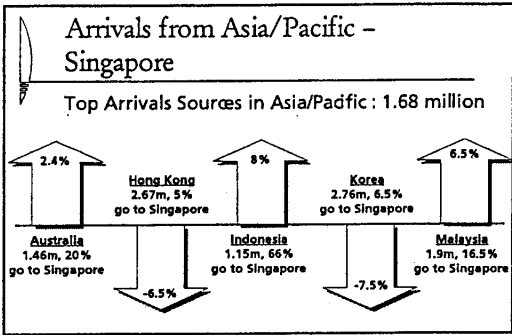 Arrivals from Asia/Pacific –
Singapore
Top Arrivals Sources in Asia/Pacific : 1.68 million
2.4%
8%
6.5%
Hong Kong
2.67m, 5%
go to Singapore
Korea
2.76m, 6.5%
go to Singapore
Australia
1.46m, 20%
go to Singapore
Indonesia
1.15m, 66%
go to Singapore
Malaysia
1.9m, 16.5%
go to Singapore
-6.5%
-7.5%